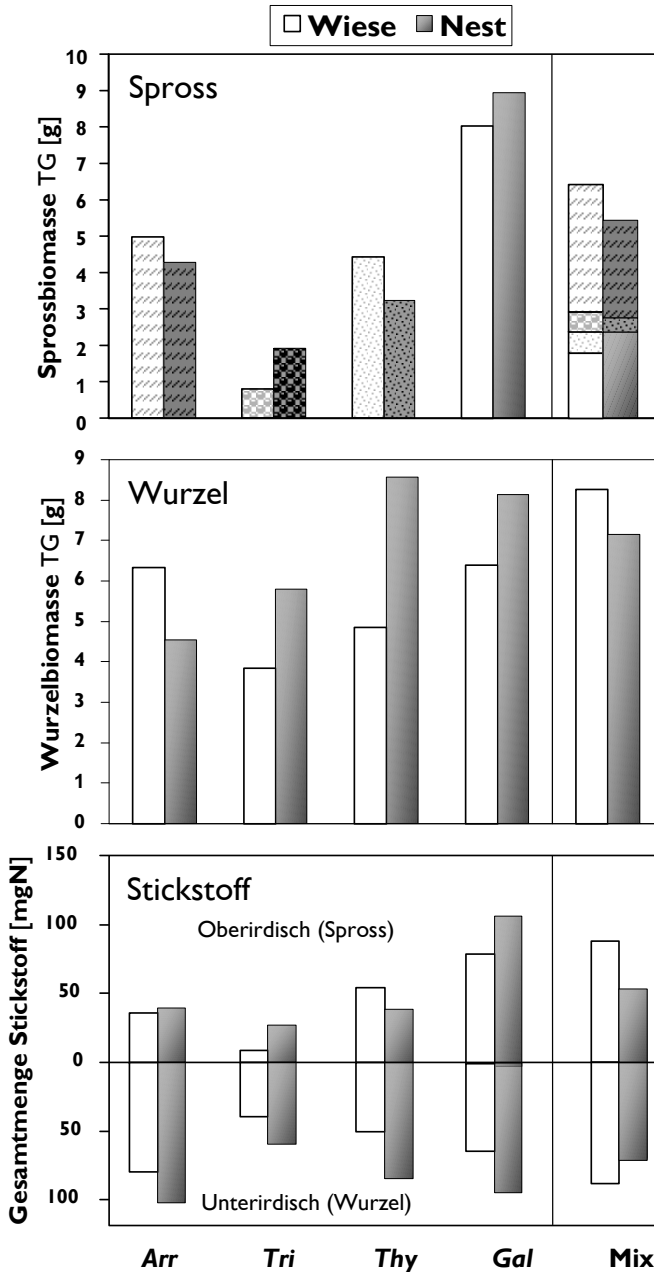 Wiese Nest
Spross
Sprossbiomasse TG [g]
10
9
8
7
6
5
4
3
2
1
0
Wurzel
Wurzelbiomasse TG [g]
9
8
7
6
5
4
3
2
1
0
Stickstoff
Gesamtmenge Stickstoff [mgN]
150
100
50
0
50
100
Oberirdisch (Spross)
Unterirdisch (Wurzel)
Arr Tri Thy Gal Mix